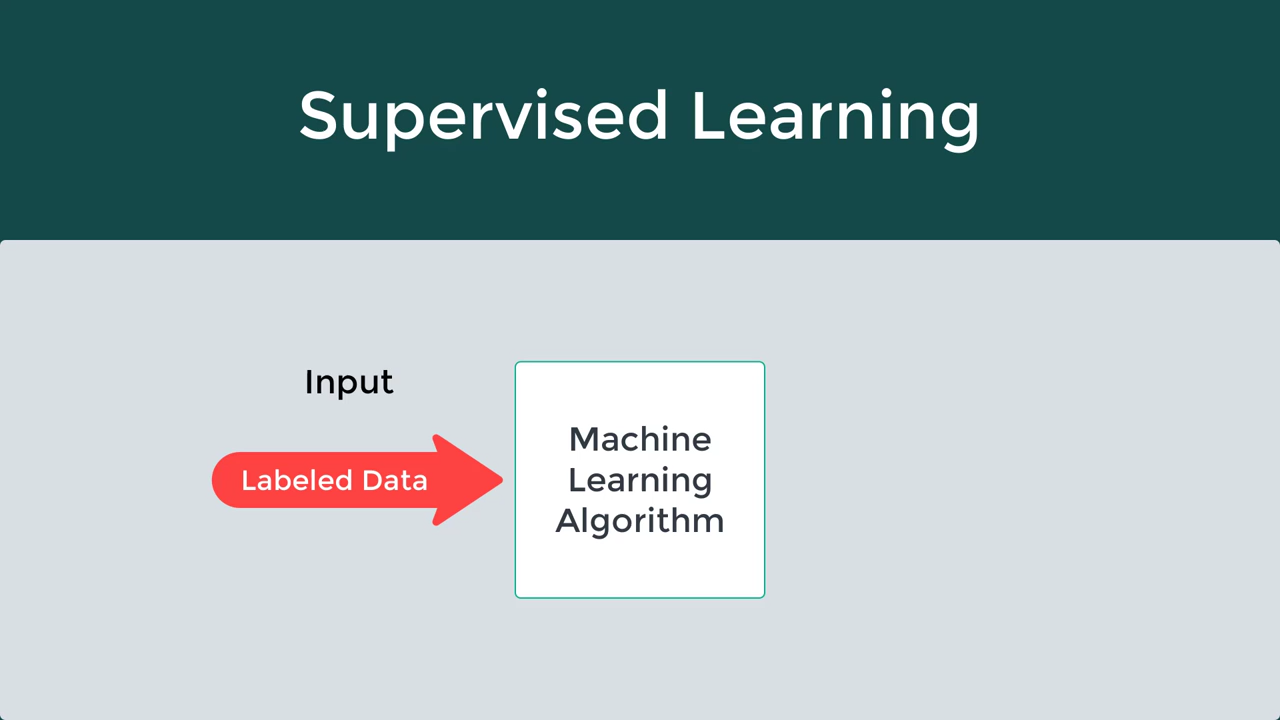 Supervised Learning
Input
Labeled Data
Machine
Learning
Algorithm